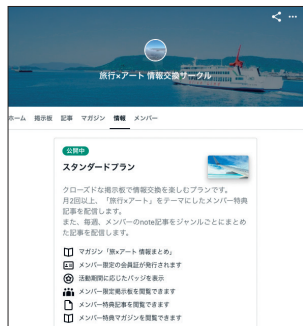 旅行×アート 情報交換サークル
ホーム 掲示板 記事 マガジン 情報 メンバー
公開中
スタンダードプラン
クローズドな掲示板で情報交換を楽しむプランです。
月2回以上、「旅行×アート」をテーマにしたメンバー特典
記事を配信します。
また、毎週、メンバーのnote記事をジャンルごとにまとめ
た記事を配信します。
マガジン「旅×アート 情報まとめ」
メンバー限定の会員証が発行されます
活動期間に応じたバッジを表示
メンバー限定掲示板を閲覧できます
メンバー特典記事を閲覧できます
メンバー特典マガジンを閲覧できます